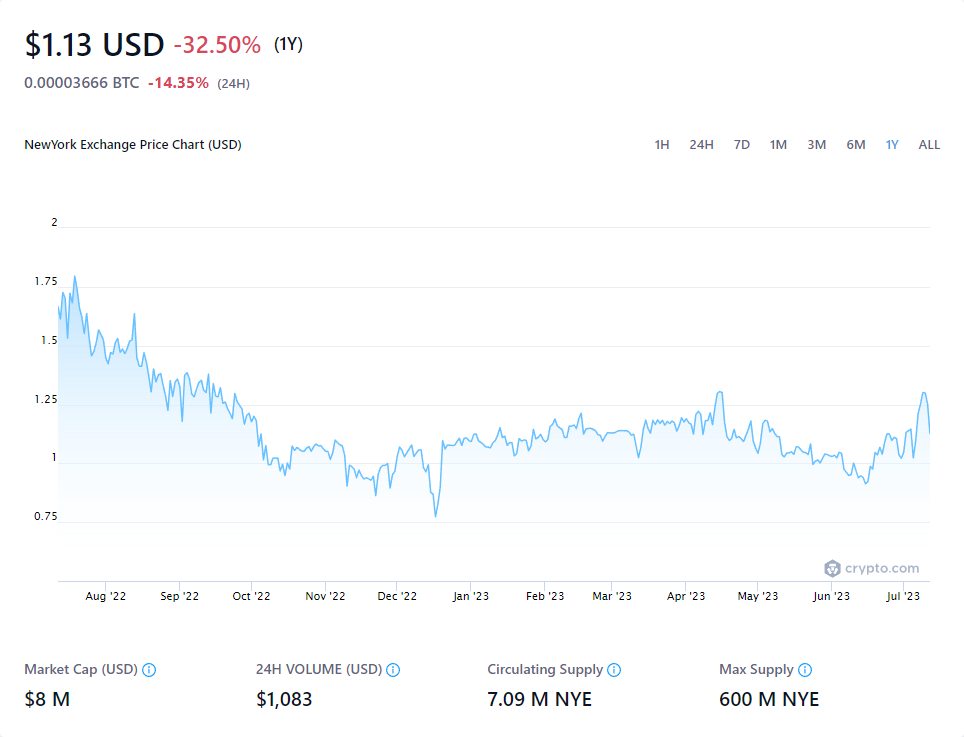 $1.13 USD -32.50% (1Y)
0.00003666 BTC -14.35% (24H)
NewYork Exchange Price Chart (USD) 1H 24H 7D 1M 3M 6M 1Y ALL
2
1.75
1.5
1.25
1
0.75
crypto.com
Aug '22 Sep '22 Oct '22 Nov '22 Dec '22 Jan '23 Feb '23 Mar '23 Apr '23 May '23 Jun '23 Jul '23
Market Cap (USD) 24H VOLUME (USD) Circulating Supply Max Supply
$8 M $1,083 7.09 M NYE 600 M NYE